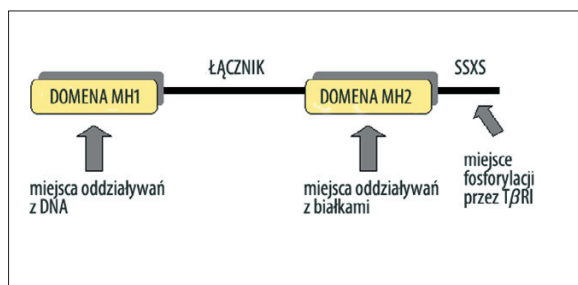 ŁĄCZNIK
SSXS
DOMENA MH1
DOMENA MH2
miejsca oddziaływań
z DNA
miejsca oddziaływań
z białkami
miejsce
fosforylacji
przez TβRI